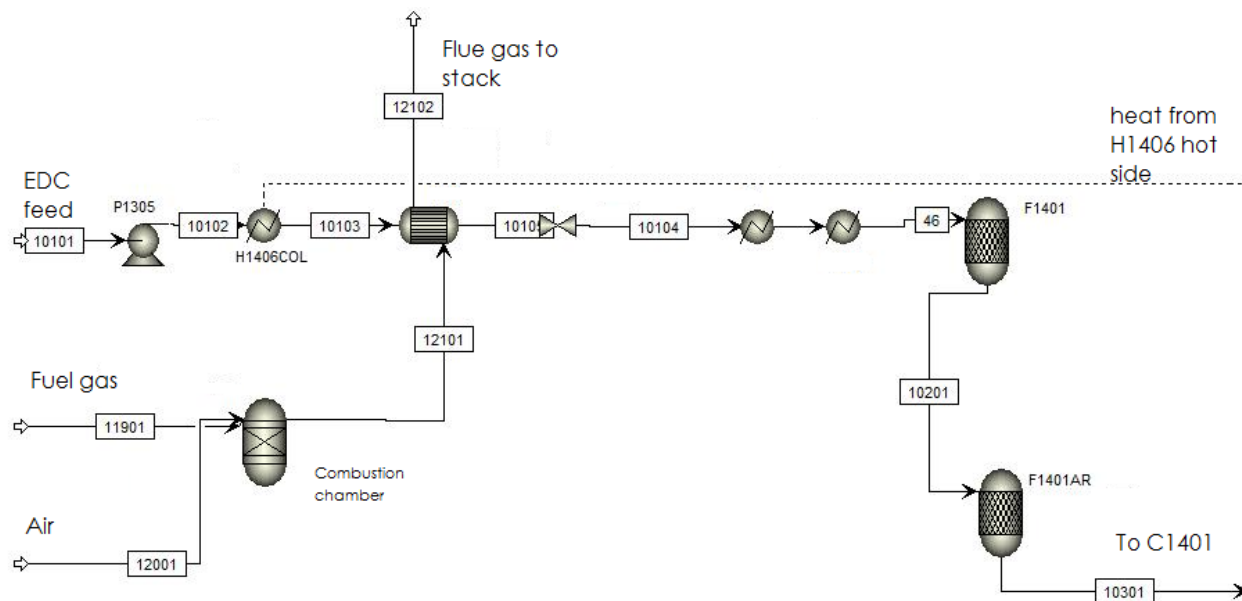 Flue gas to
stack
12102
heat from
H1406 hot
side
EDC
feed
P1305
F1401
10101
10102
10103
10105
10104
46
H1406COL
12101
Fuel gas
10201
11901
Combustion
chamber
F1401AR
Air
To C1401
12001
10301